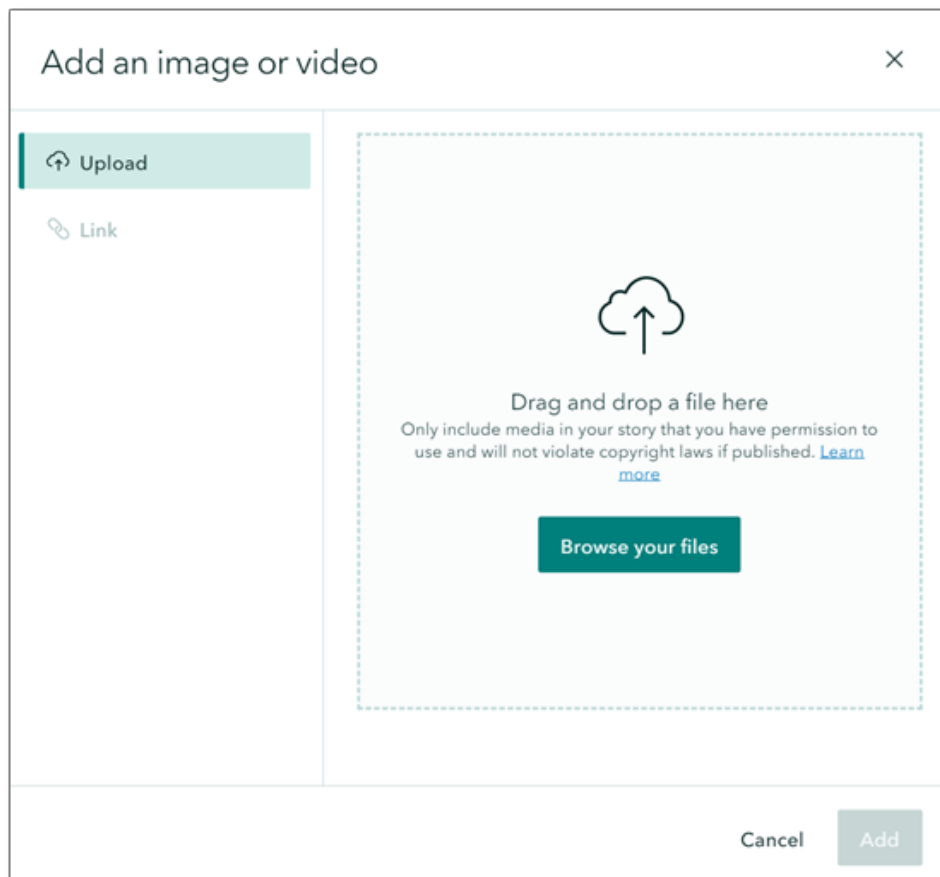 Add an image or video
Upload
Link
Drag and drop a file here
Only include media in your story that you have permission to
use and will not violate copyright laws if published. Learn
more
Browse your files
Cancel
Add